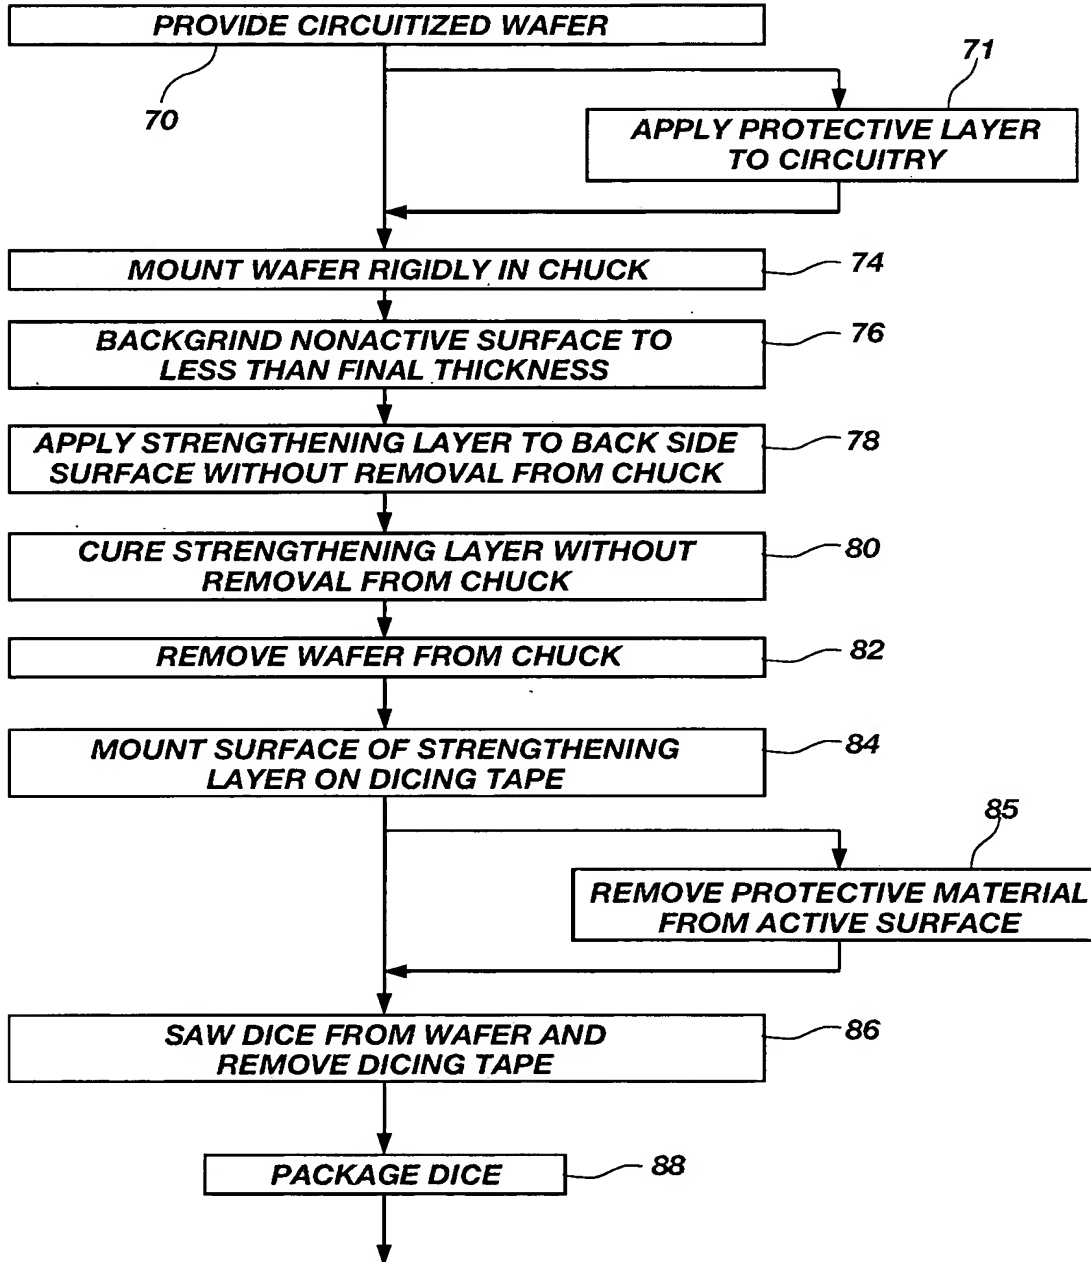 PROVIDE CIRCUITIZED WAFER
70
71
APPLY PROTECTIVE LAYER
TO CIRCUITRY
MOUNT WAFER RIGIDLY IN CHUCK
74
BACKGRIND NONACTIVE SURFACE TO
LESS THAN FINAL THICKNESS
76
APPLY STRENGTHENING LAYER TO BACK SIDE
SURFACE WITHOUT REMOVAL FROM CHUCK
78
CURE STRENGTHENING LAYER WITHOUT
REMOVAL FROM CHUCK
80
REMOVE WAFER FROM CHUCK
82
MOUNT SURFACE OF STRENGTHENING
LAYER ON DICING TAPE
84
85
REMOVE PROTECTIVE MATERIAL
FROM ACTIVE SURFACE
SAW DICE FROM WAFER AND
REMOVE DICING TAPE
86
PACKAGE DICE
88